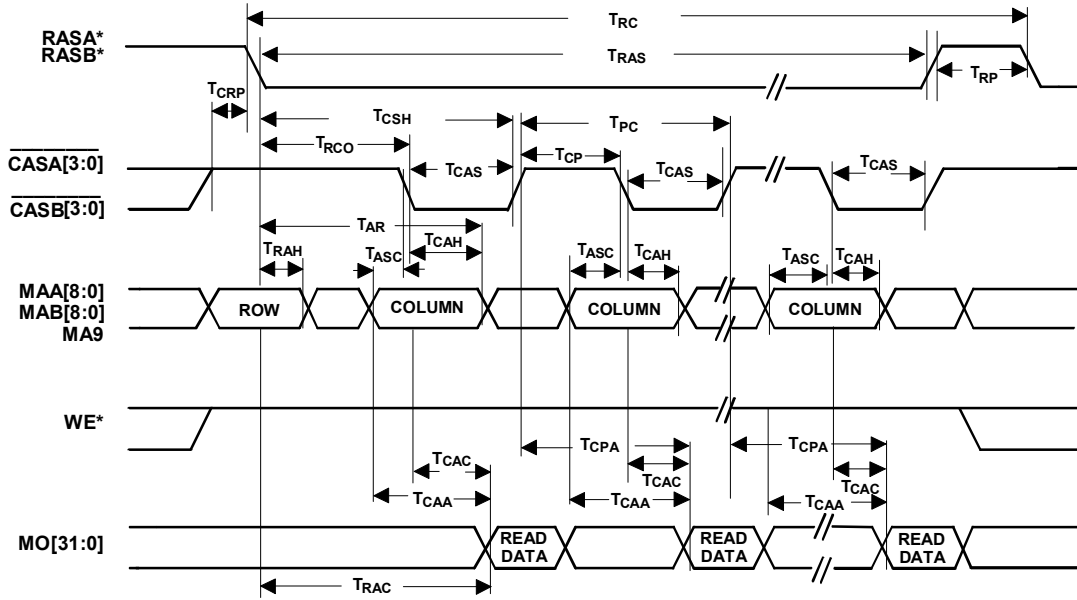 TRC
RASA*
RASB*
TRAS
TCRP
TRP
TCSH
TPC
TRCO
TCP
CASA[3:0]
TCAS
TCAS
TCAS
CASB[3:0]
TAR
TRAH
TASC
TCAH
TASC
TCAH
TASC
TCAH
MAA[8:0]
MAB[8:0]
MA9
ROW
COLUMN
COLUMN
COLUMN
WE*
TCPA
TCPA
TCAC
TCAC
TCAC
TCAA
TCAA
TCAA
MO[31:0]
READ
DATA
READ
DATA
READ
DATA
TRAC